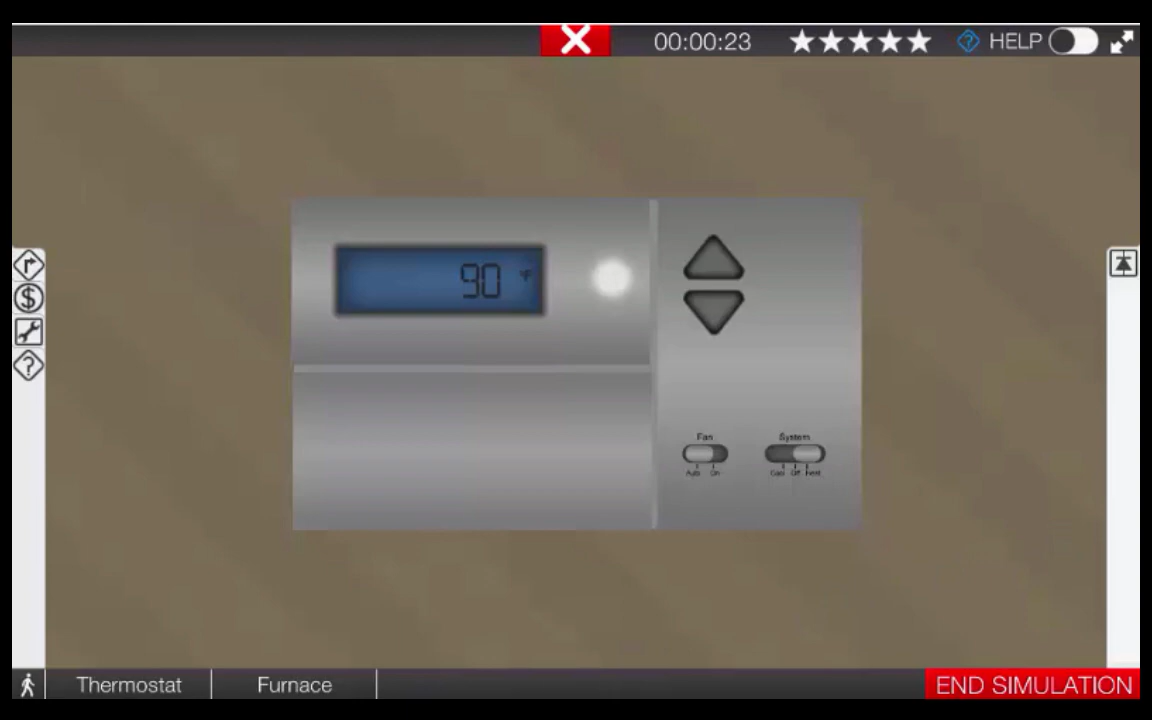 00:00:23 HELP
90 °F
Fan System
Auto On Cool Off Heat
Thermostat Furnace END SIMULATION